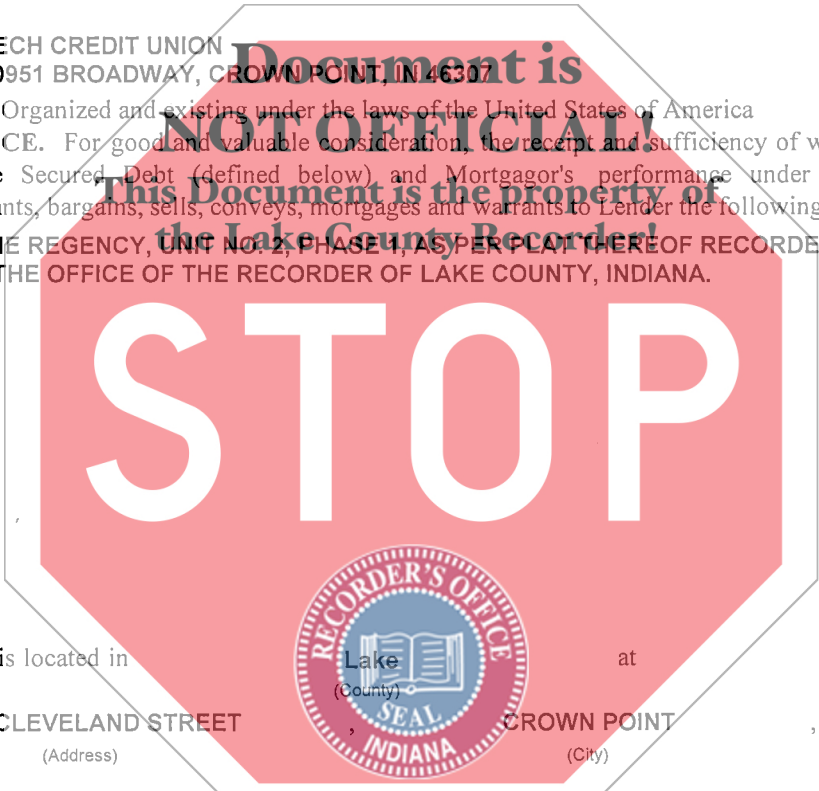 ECH CREDIT UNION
Document is
9951 BROADWAY, CROWN POINT, IN 46307
Organized and existing under the laws of the United States of America
NOT OFFICIAL!
CE. For good and valuable consideration, the receipt and sufficiency of w
Secured Debt (defined below) and Mortgagor's performance under
This Document is the property of
nts, bargains, sells, conveys, mortgages and warrants to Lender the following
the Lake County Recorder!
E REGENCY, UNIT NO. 2, PHASE 1, AS PER PLAT THEREOF RECORDE
THE OFFICE OF THE RECORDER OF LAKE COUNTY, INDIANA.
STOP
RECORDER'S OFFICE
is located in Lake at
(County)
SEAL
CLEVELAND STREET , CROWN POINT ,
INDIANA
(Address) (City)